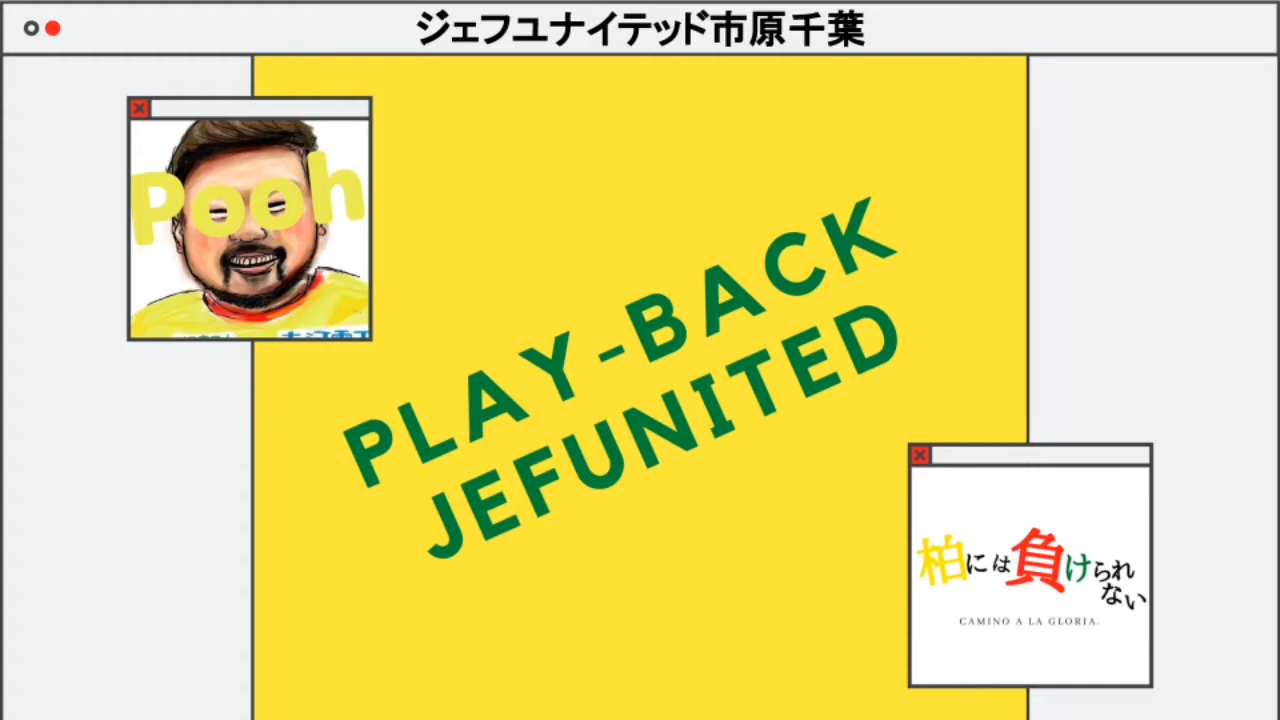 ジェフユナイテッド市原千葉
Pooh
PLAY-BACK
JEFUNITED
柏には負けられ
ない
CAMINO A LA GLORIA.